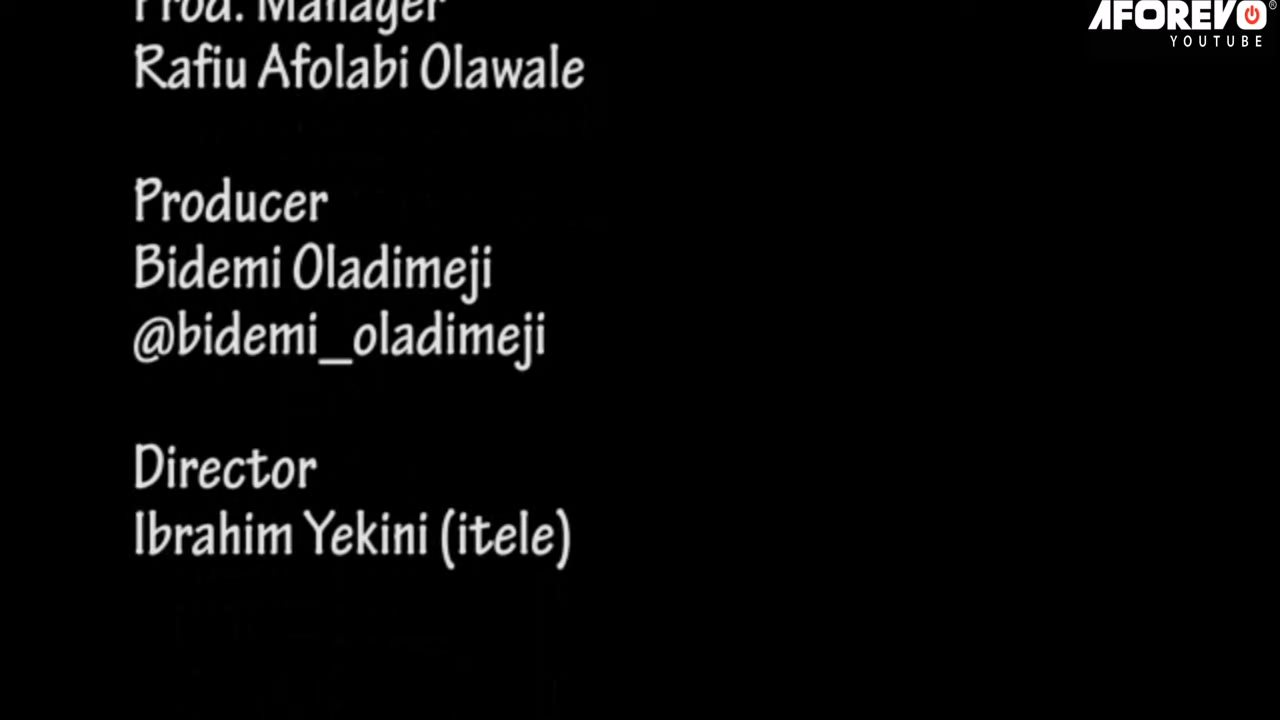 AFOREVO®
YOUTUBE
Prod. Manager
Rafiu Afolabi Olawale
Producer
Bidemi Oladimeji
@bidemi_oladimeji
Director
Ibrahim Yekini (itele)